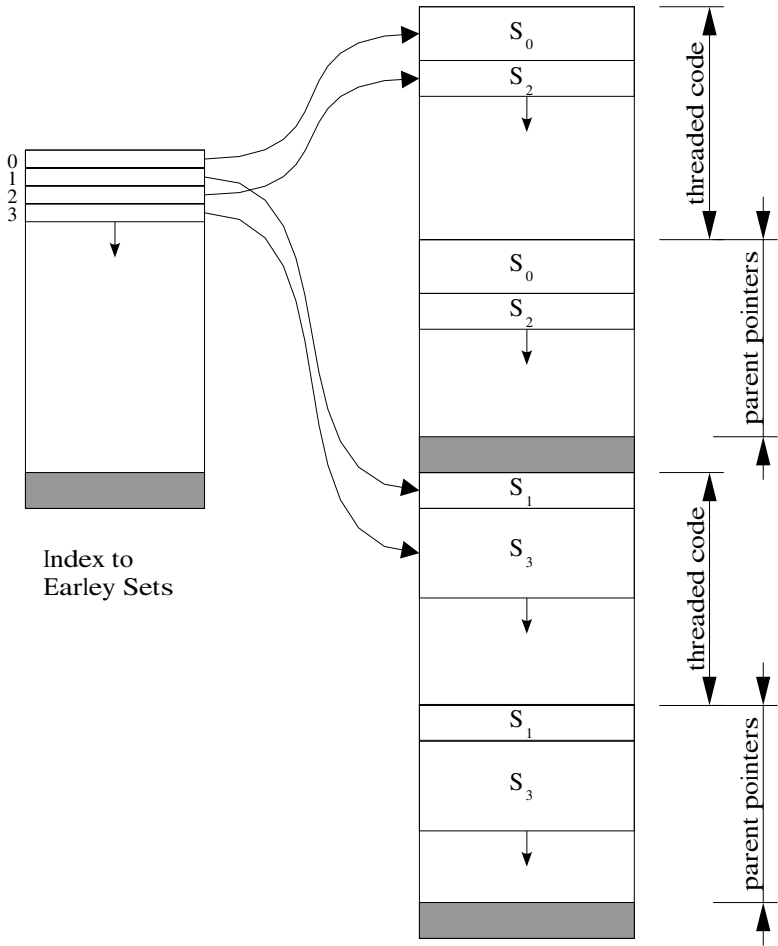 0
1
2
3
Index to
Earley Sets
S₀
S₂
threaded code
S₀
S₂
parent pointers
S₁
S₃
threaded code
S₁
S₃
parent pointers